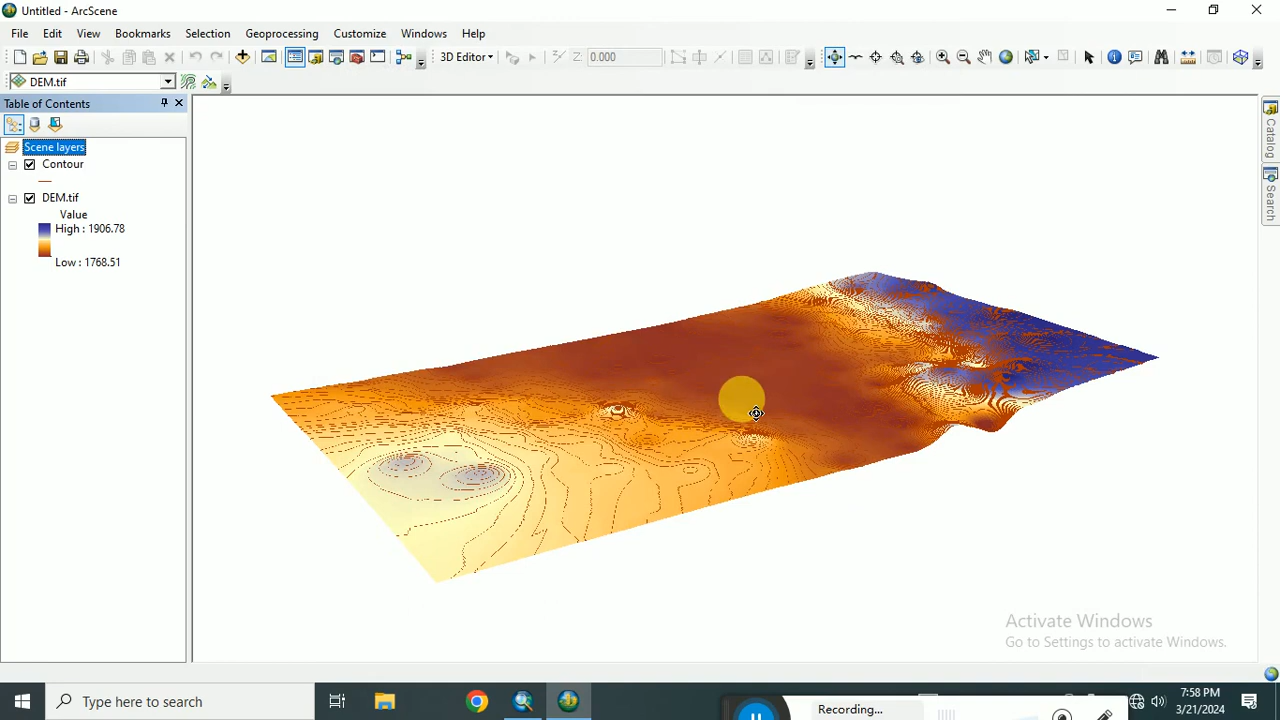 Untitled - ArcScene
File Edit View Bookmarks Selection Geoprocessing Customize Windows Help
3D Editor Z: 0.000
DEM.tif
Table of Contents
Scene layers
Contour
DEM.tif
Value
High : 1906.78
Low : 1768.51
Catalog
Search
Activate Windows
Go to Settings to activate Windows.
Type here to search
Recording...
7:58 PM
3/21/2024